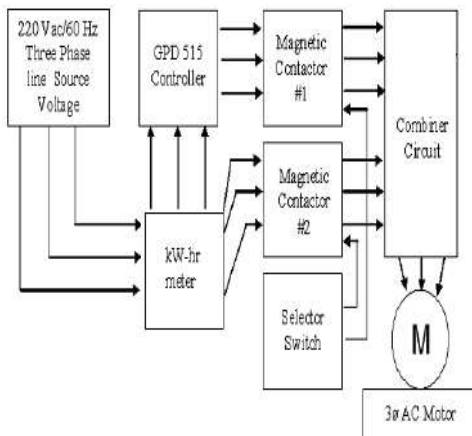 220 Vac/60 Hz
Three Phase
line Source
Voltage
GPD 515
Controller
Magnetic
Contactor
#1
Combiner
Circuit
Magnetic
Contactor
#2
kW-hr
meter
Selector
Switch
M
3ø AC Motor